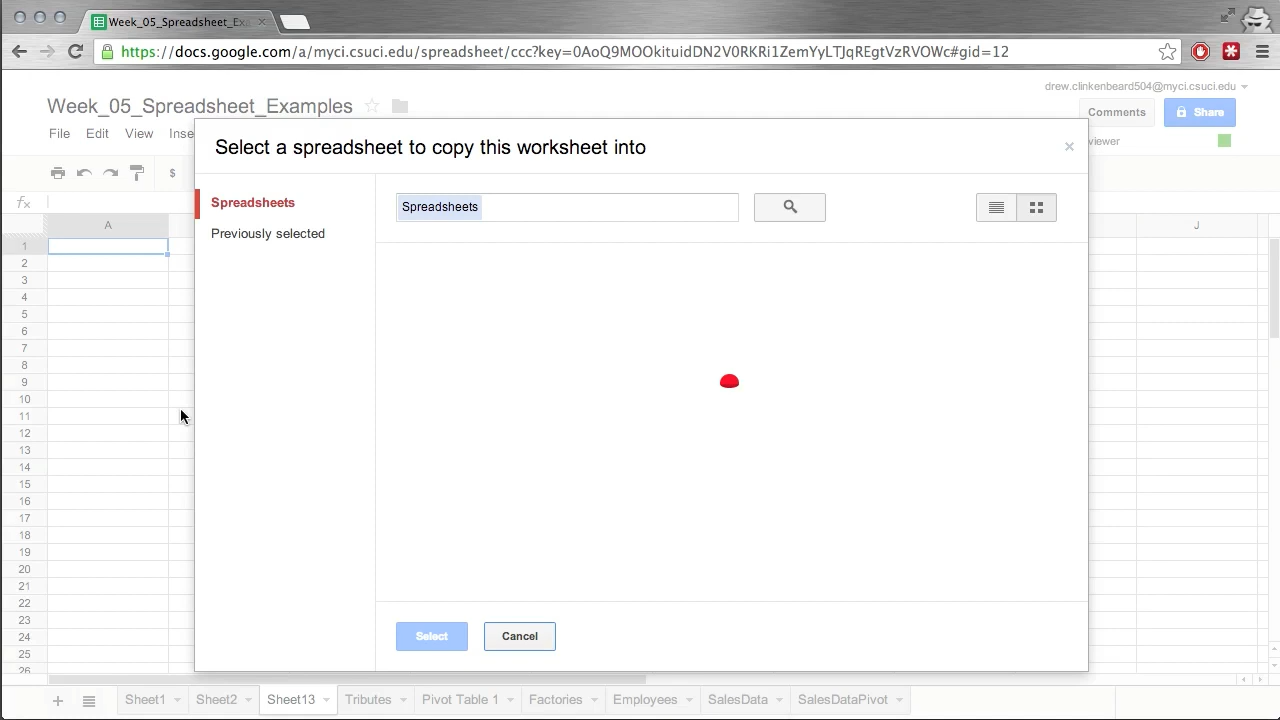 Week_05_Spreadsheet_Ex
https://docs.google.com/a/myci.csuci.edu/spreadsheet/ccc?key=0AoQ9MOOkituidDN2V0RKRi1ZemYyLTJqREgtVzRVOWc#gid=12
drew.clinkenbeard504@myci.csuci.edu
Week_05_Spreadsheet_Examples
Comments
Share
File Edit View Inse
viewer
Select a spreadsheet to copy this worksheet into
×
$
fx
Spreadsheets
Spreadsheets
Previously selected
A
J
1
2
3
4
5
6
7
8
9
10
11
12
13
14
15
16
17
18
19
20
21
22
23
24
25
26
Select
Cancel
+
Sheet1
Sheet2
Sheet13
Tributes
Pivot Table 1
Factories
Employees
SalesData
SalesDataPivot